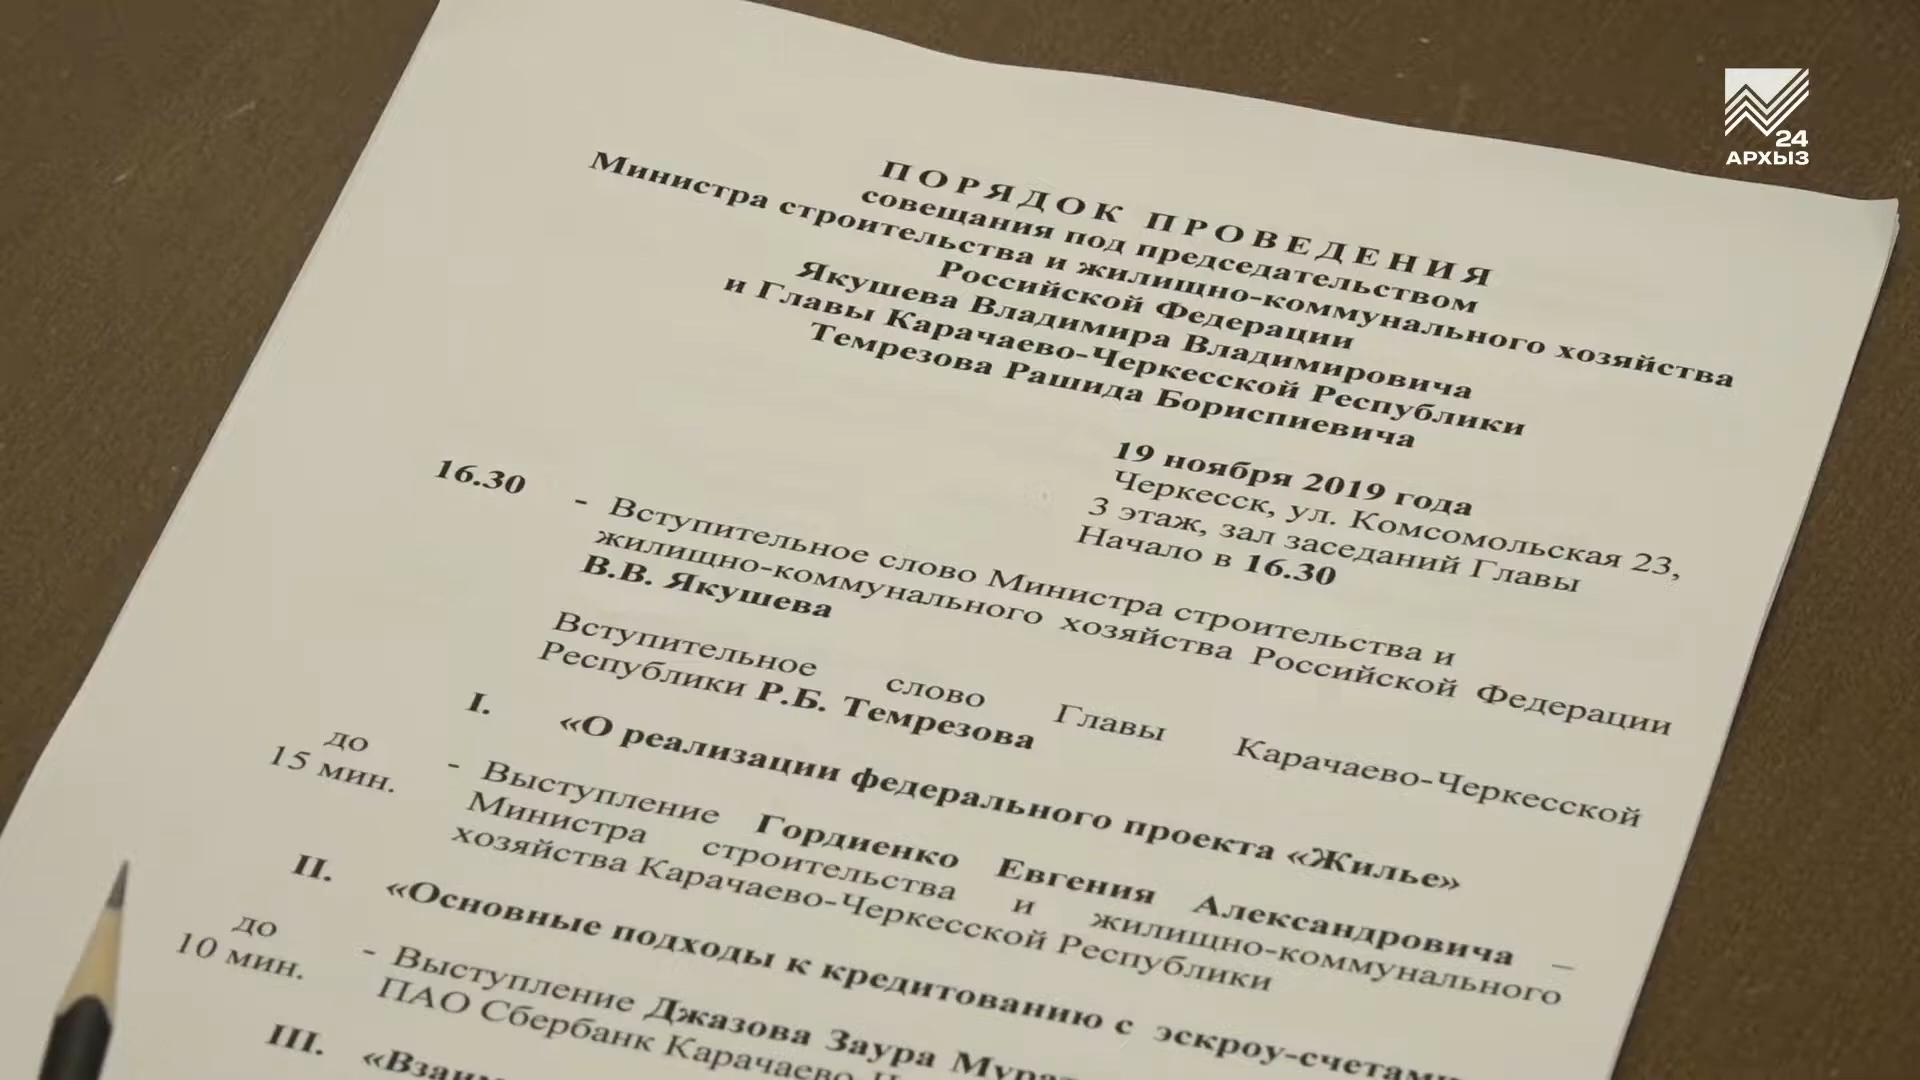 24
АРХЫЗ
ПОРЯДОК ПРОВЕДЕНИЯ
совещания под председательством
Министра строительства и жилищно-коммунального хозяйства
Российской Федерации
Якушева Владимира Владимировича
и Главы Карачаево-Черкесской Республики
Темрезова Рашида Бориспиевича
19 ноября 2019 года
Черкесск, ул. Комсомольская 23,
3 этаж, зал заседаний Главы
Начало в 16.30
16.30 - Вступительное слово Министра строительства и
жилищно-коммунального хозяйства Российской Федерации
В.В. Якушева
Вступительное слово Главы Карачаево-Черкесской
Республики Р.Б. Темрезова
I. «О реализации федерального проекта «Жилье»
до 15 мин. - Выступление Гордиенко Евгения Александровича –
Министра строительства и жилищно-коммунального
хозяйства Карачаево-Черкесской Республики
II. «Основные подходы к кредитованию с эскроу-счетами
до 10 мин. - Выступление Джазова Заура
ПАО Сбербанк
III.